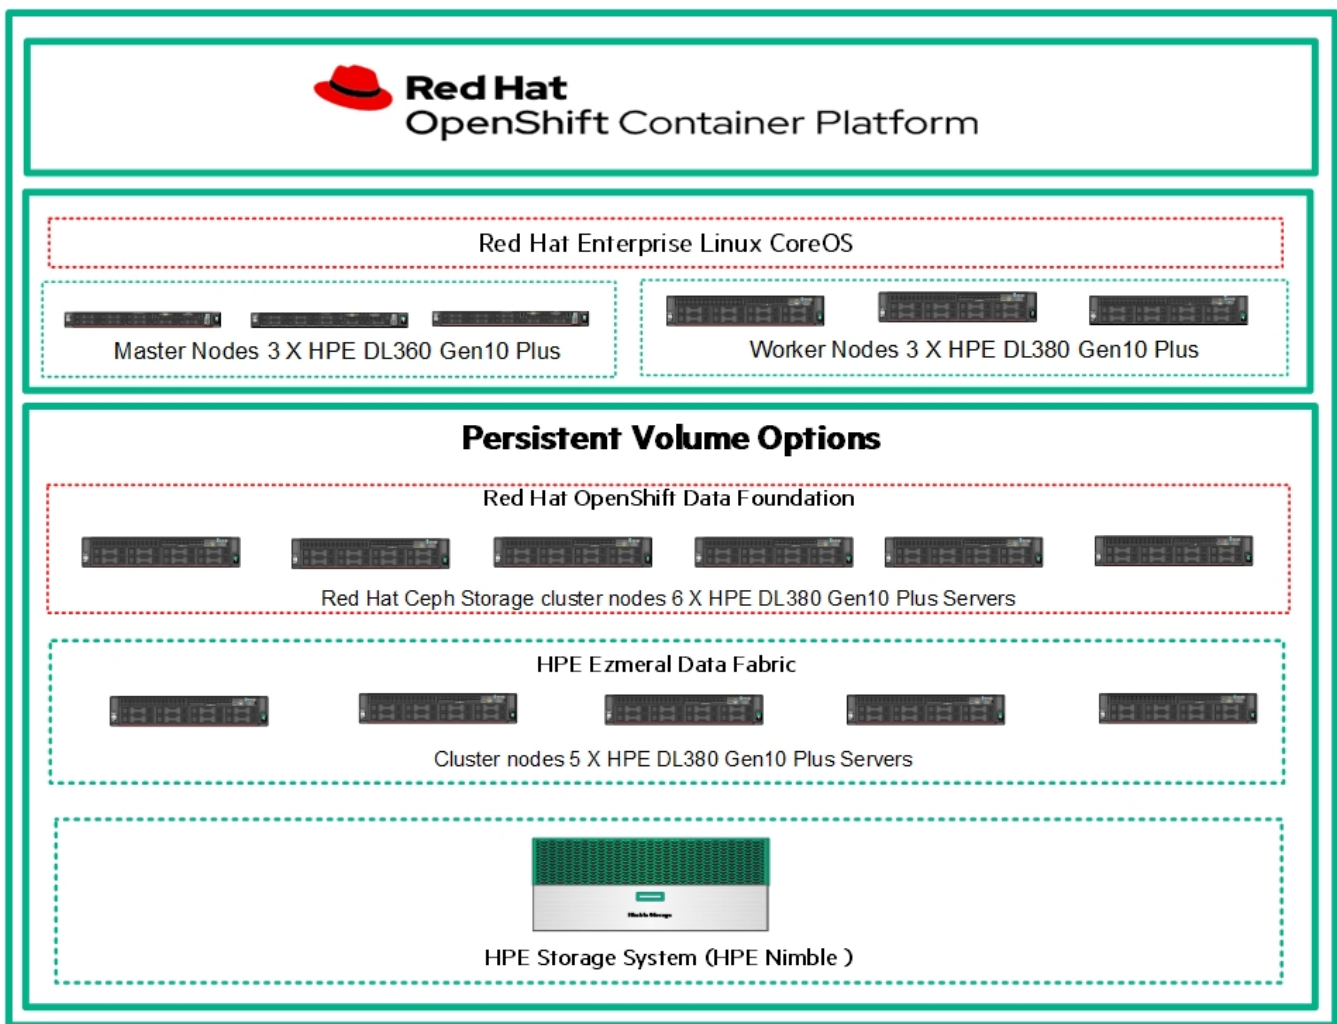 Red Hat
OpenShift Container Platform
Red Hat Enterprise Linux CoreOS
Master Nodes 3 X HPE DL360 Gen10 Plus
Worker Nodes 3 X HPE DL380 Gen10 Plus
Persistent Volume Options
Red Hat OpenShift Data Foundation
Red Hat Ceph Storage cluster nodes 6 X HPE DL380 Gen10 Plus Servers
HPE Ezmeral Data Fabric
Cluster nodes 5 X HPE DL380 Gen10 Plus Servers
Nimble Storage
HPE Storage System (HPE Nimble )